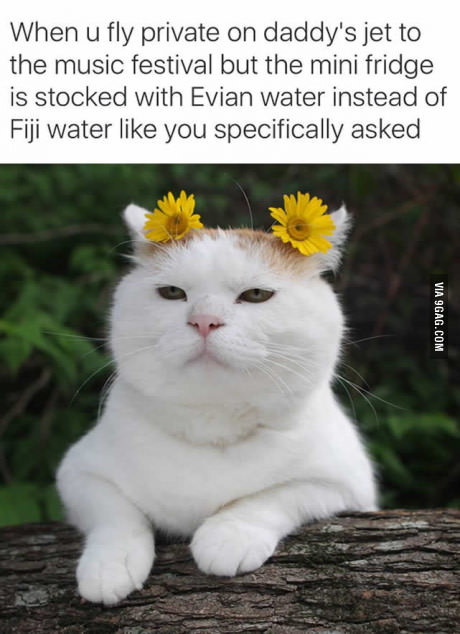 When u fly private on daddy's jet to
the music festival but the mini fridge
is stocked with Evian water instead of
Fiji water like you specifically asked
VIA 9GAG.COM